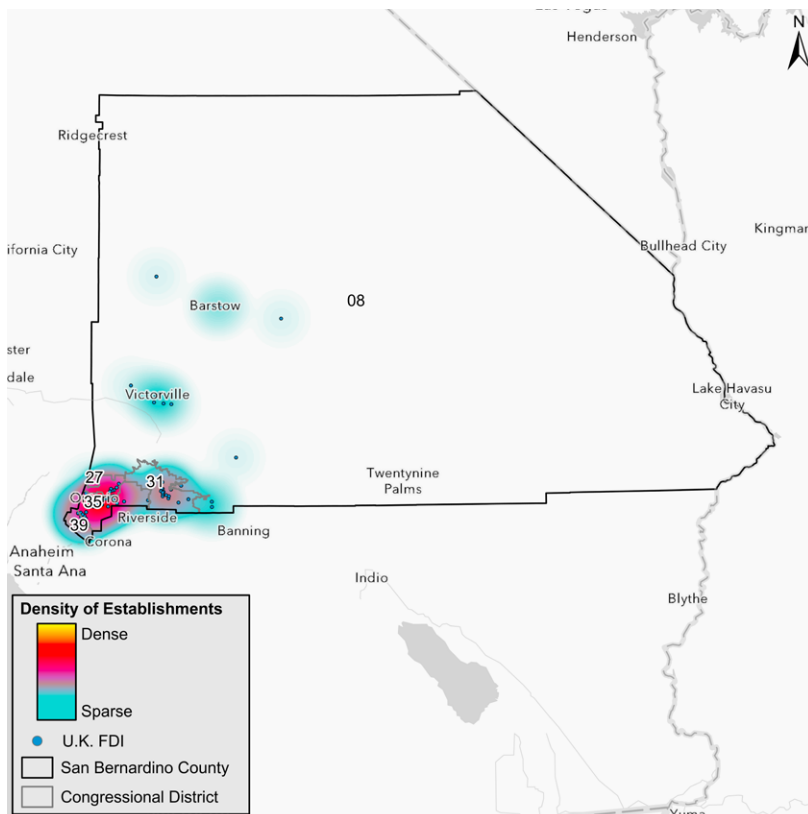 N
Henderson
Ridgecrest
ifornia City
Kingman
Bullhead City
08
Barstow
ster
dale
Victorville
Lake Havasu
City
27
31
Twentynine
Palms
35
Riverside
39
Corona
Banning
Anaheim
Santa Ana
Indio
Blythe
Density of Establishments
Dense
Sparse
U.K. FDI
San Bernardino County
Congressional District